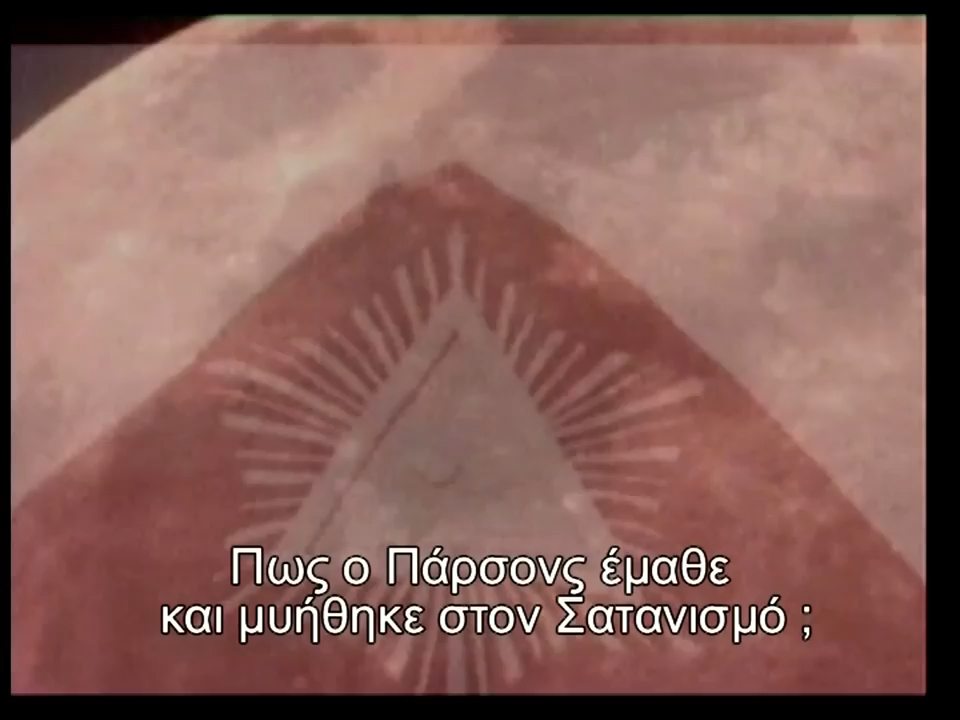 Πως ο Πάρσονς έμαθε
και μυήθηκε στον Σατανισμό ;